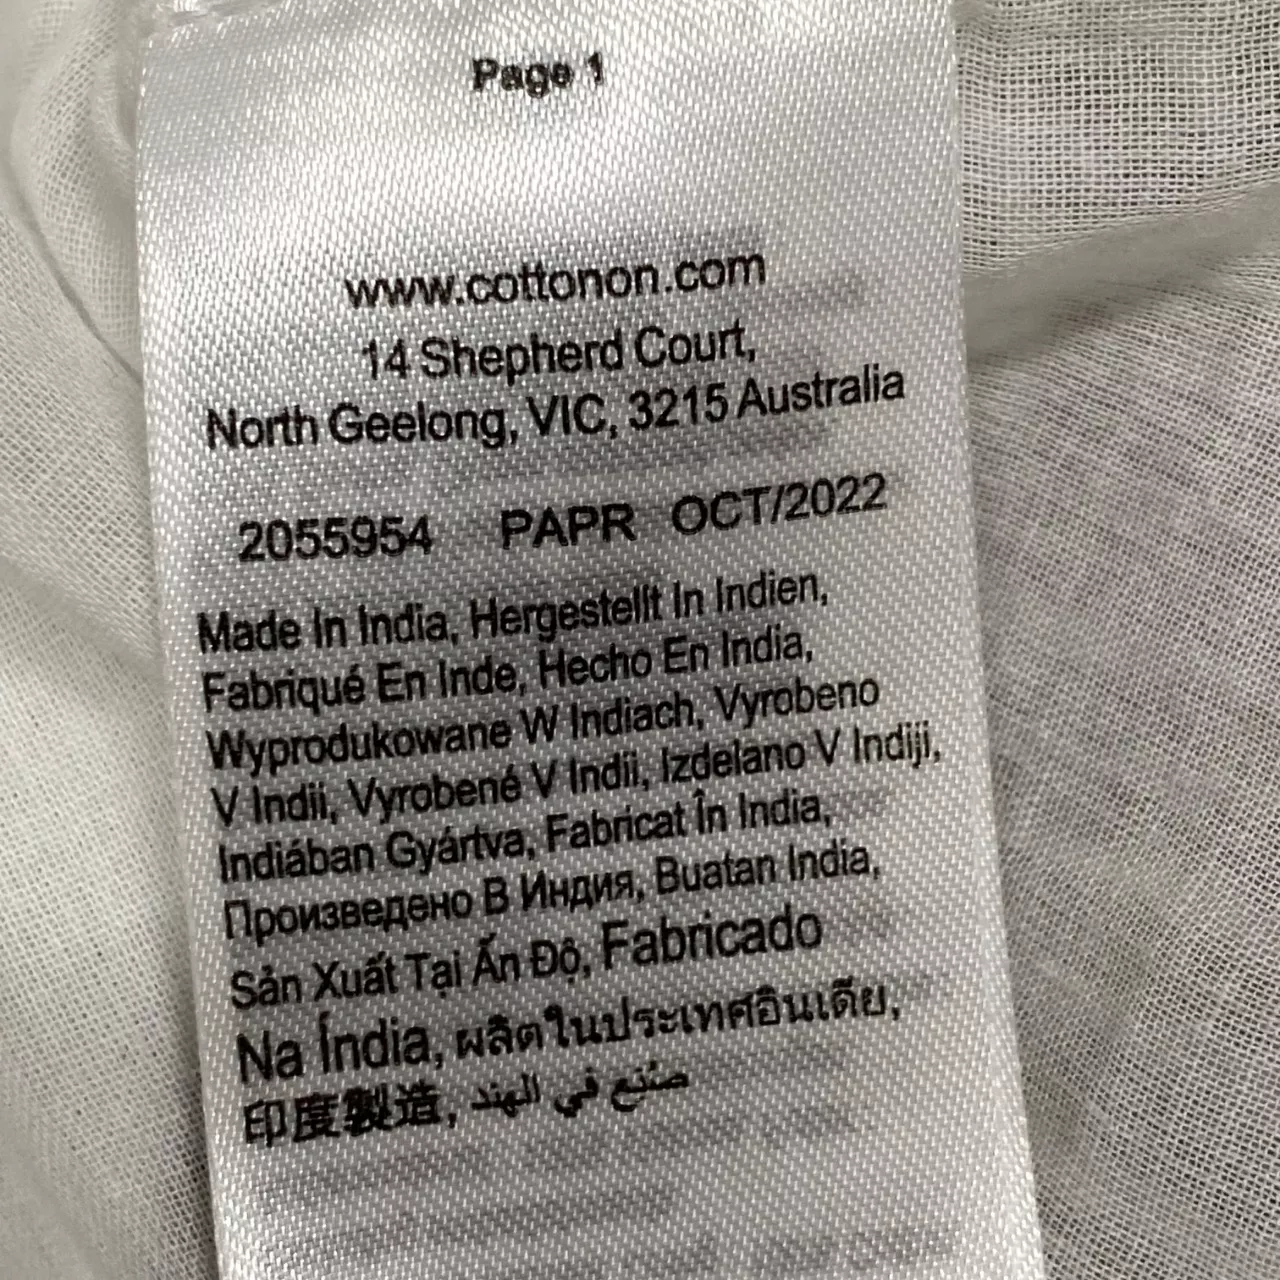 Page 1
www.cottonon.com
14 Shepherd Court,
North Geelong, VIC, 3215 Australia
2055954 PAPR OCT/2022
Made In India, Hergestellt In Indien,
Fabriqué En Inde, Hecho En India,
Wyprodukowane W Indiach, Vyrobeno
V Indii, Vyrobené V Indii, Izdelano V Indiji,
Indiában Gyártva, Fabricat În India,
Произведено В Индия, Buatan India,
Sản Xuất Tại Ấn Độ, Fabricado
Na Índia, ผลิตในประเทศอินเดีย,
印度製造, صُنع في الهند